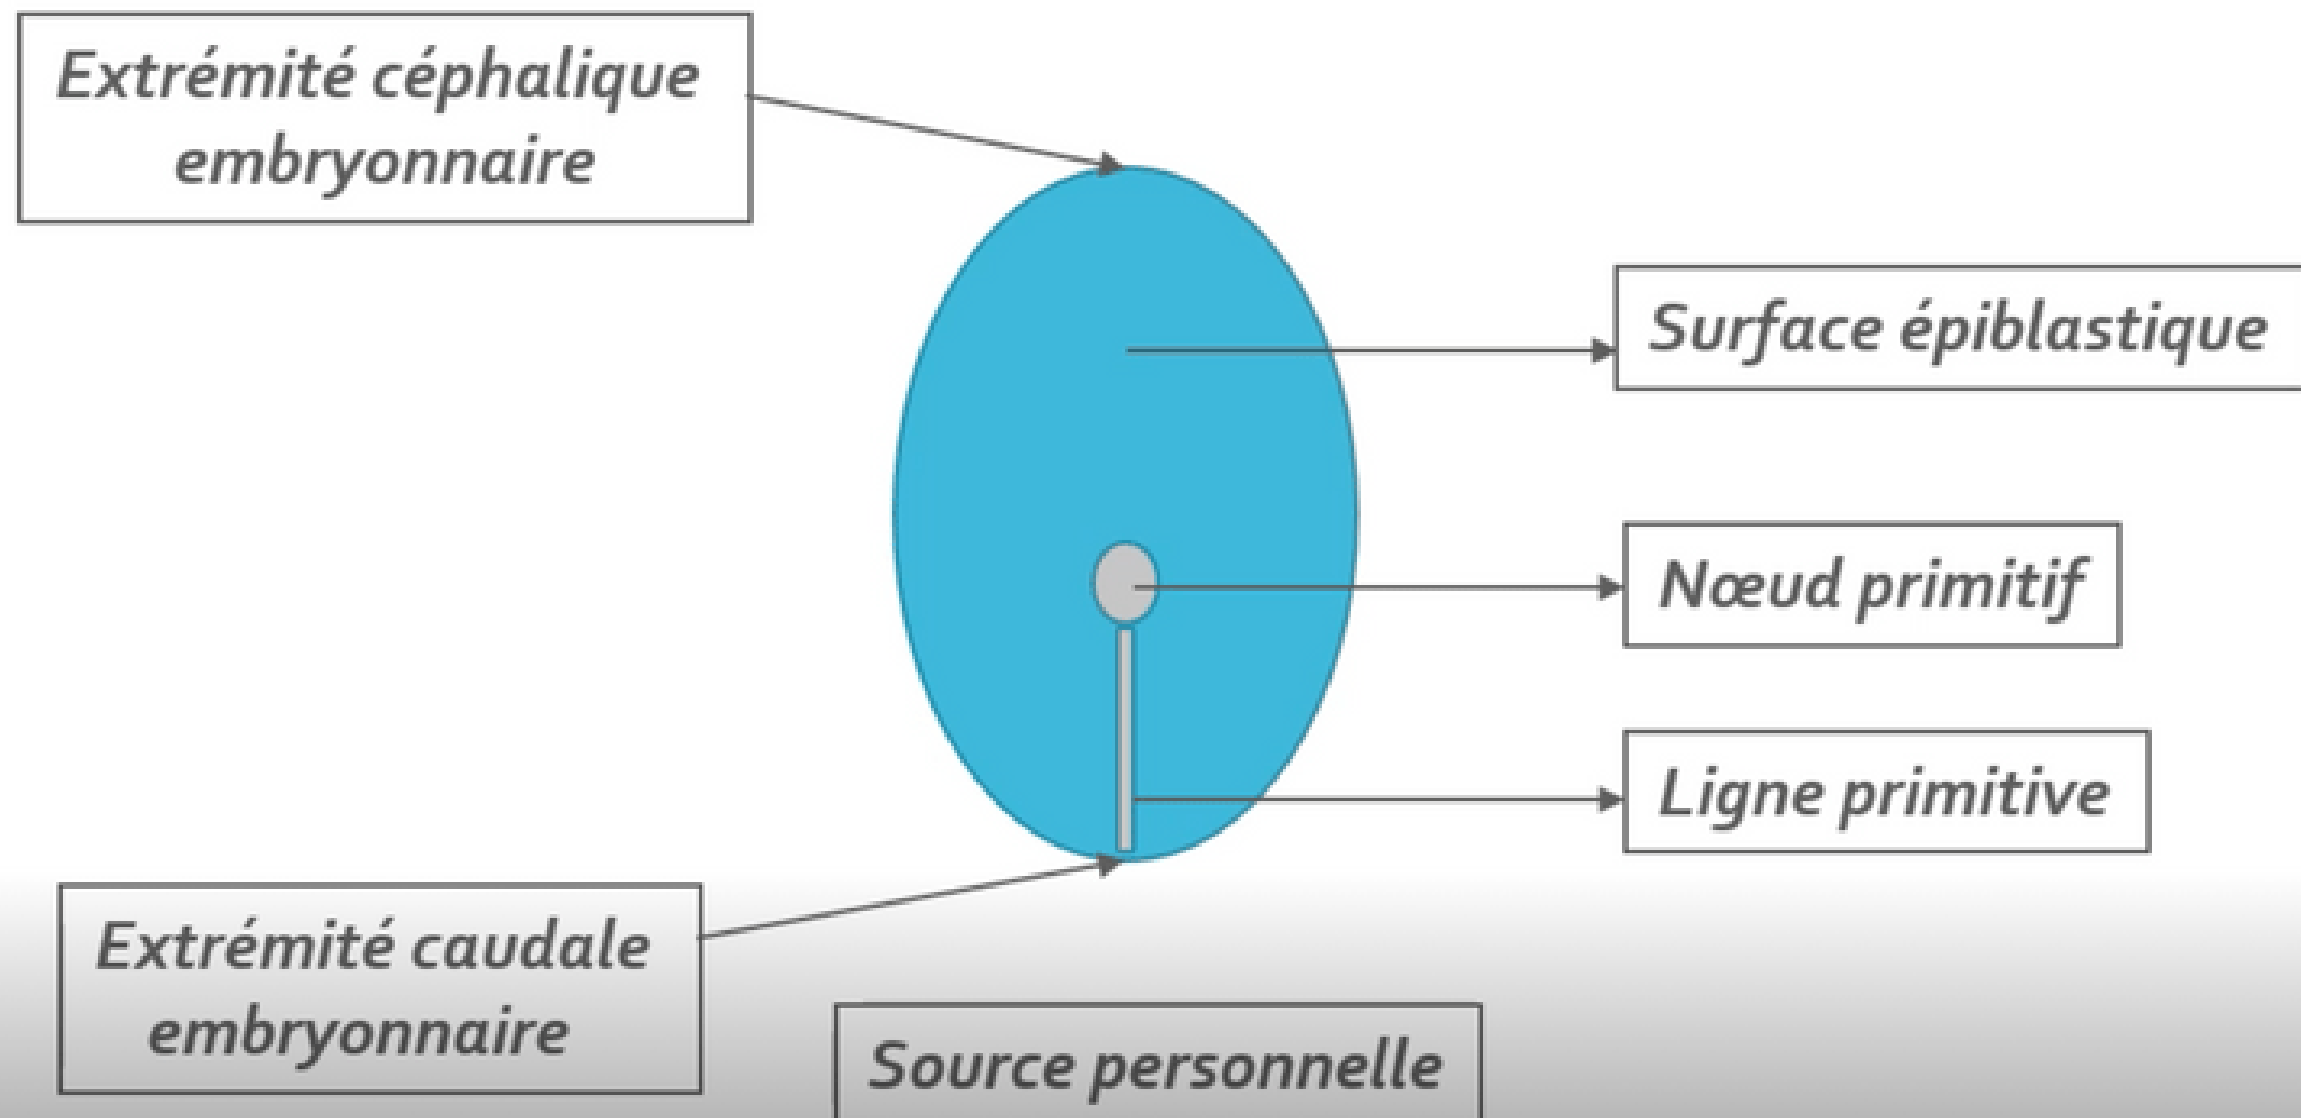 Extrémité céphalique
embryonnaire
Surface épiblastique
Nœud primitif
Ligne primitive
Extrémité caudale
embryonnaire
Source personnelle